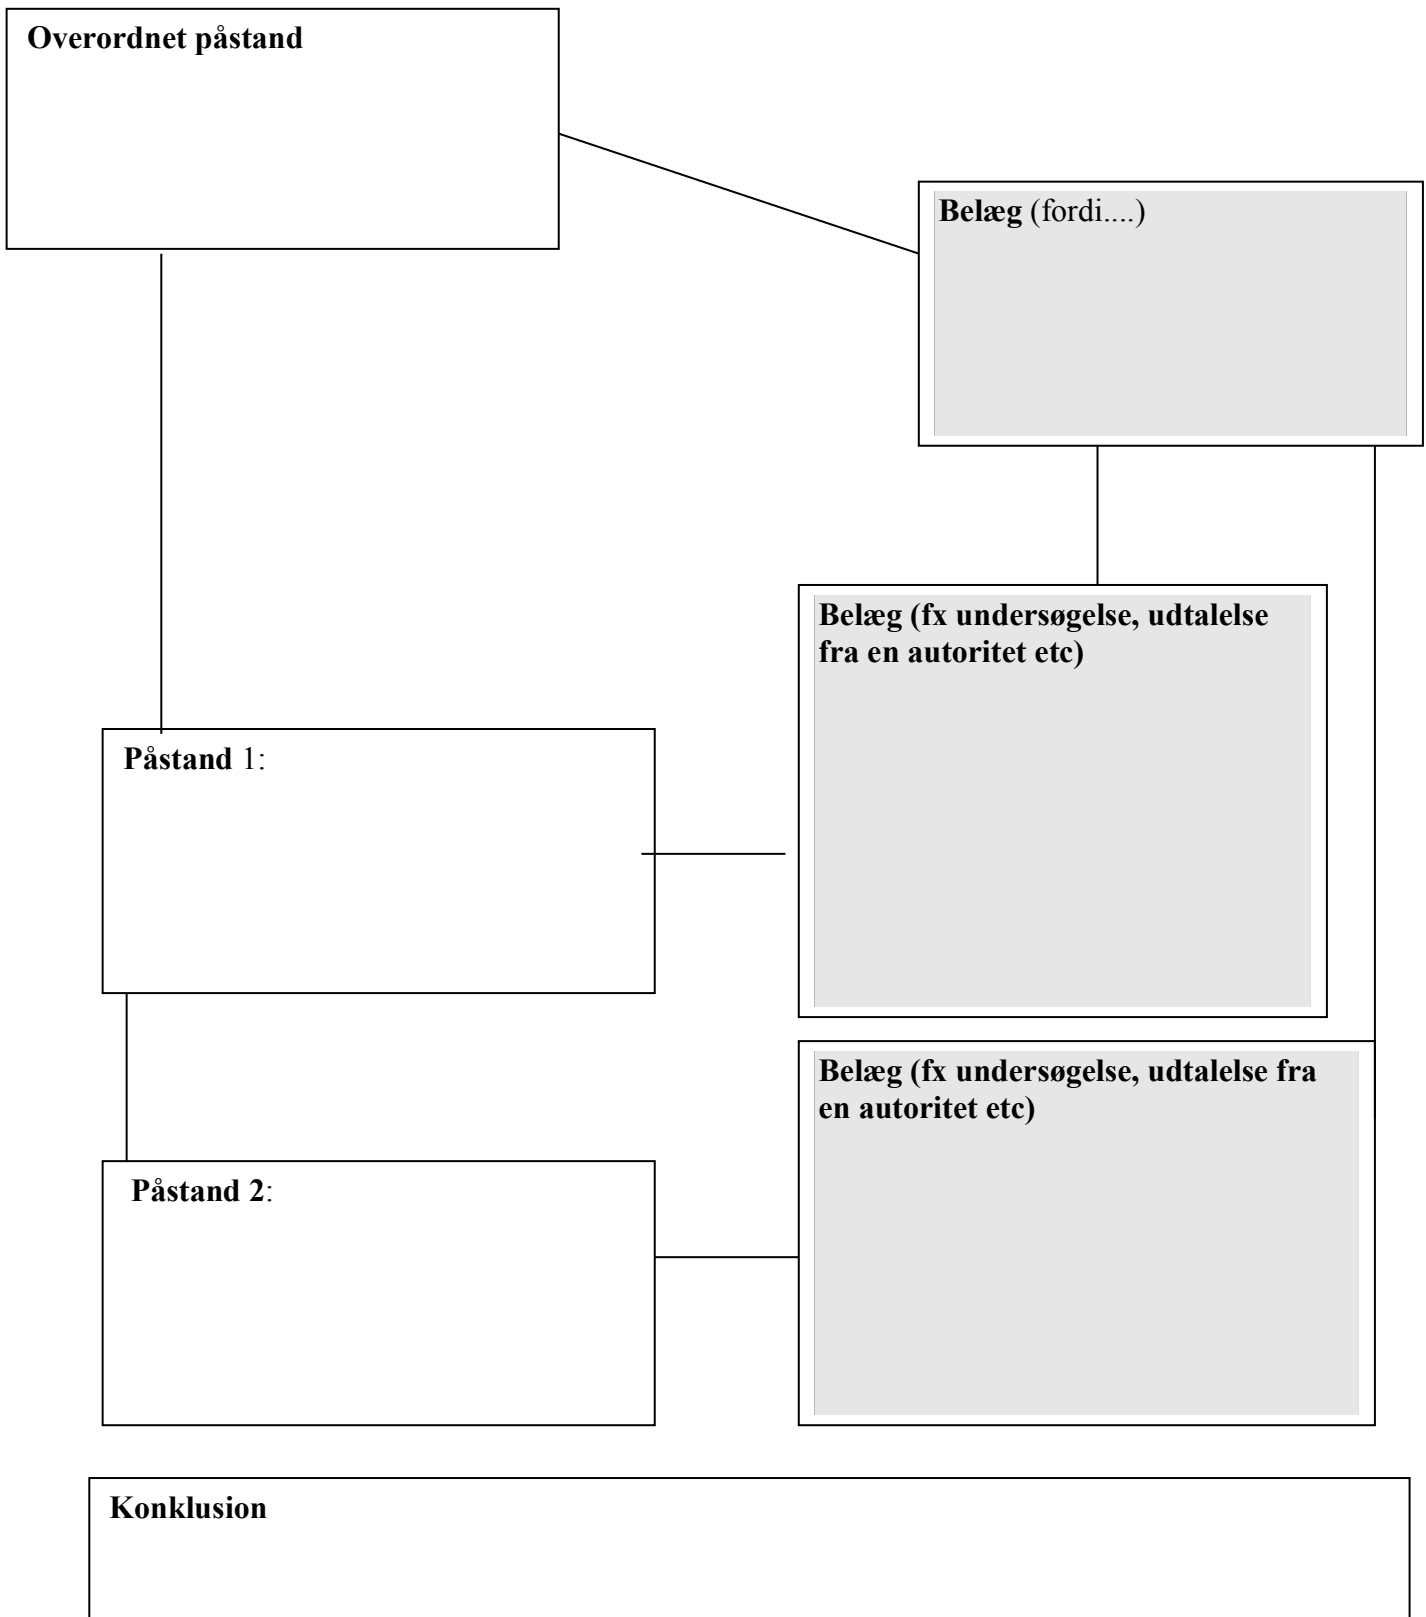 Overordnet påstand
Belæg (fordi....)
Belæg (fx undersøgelse, udtalelse
fra en autoritet etc)
Påstand 1:
Belæg (fx undersøgelse, udtalelse fra
en autoritet etc)
Påstand 2:
Konklusion